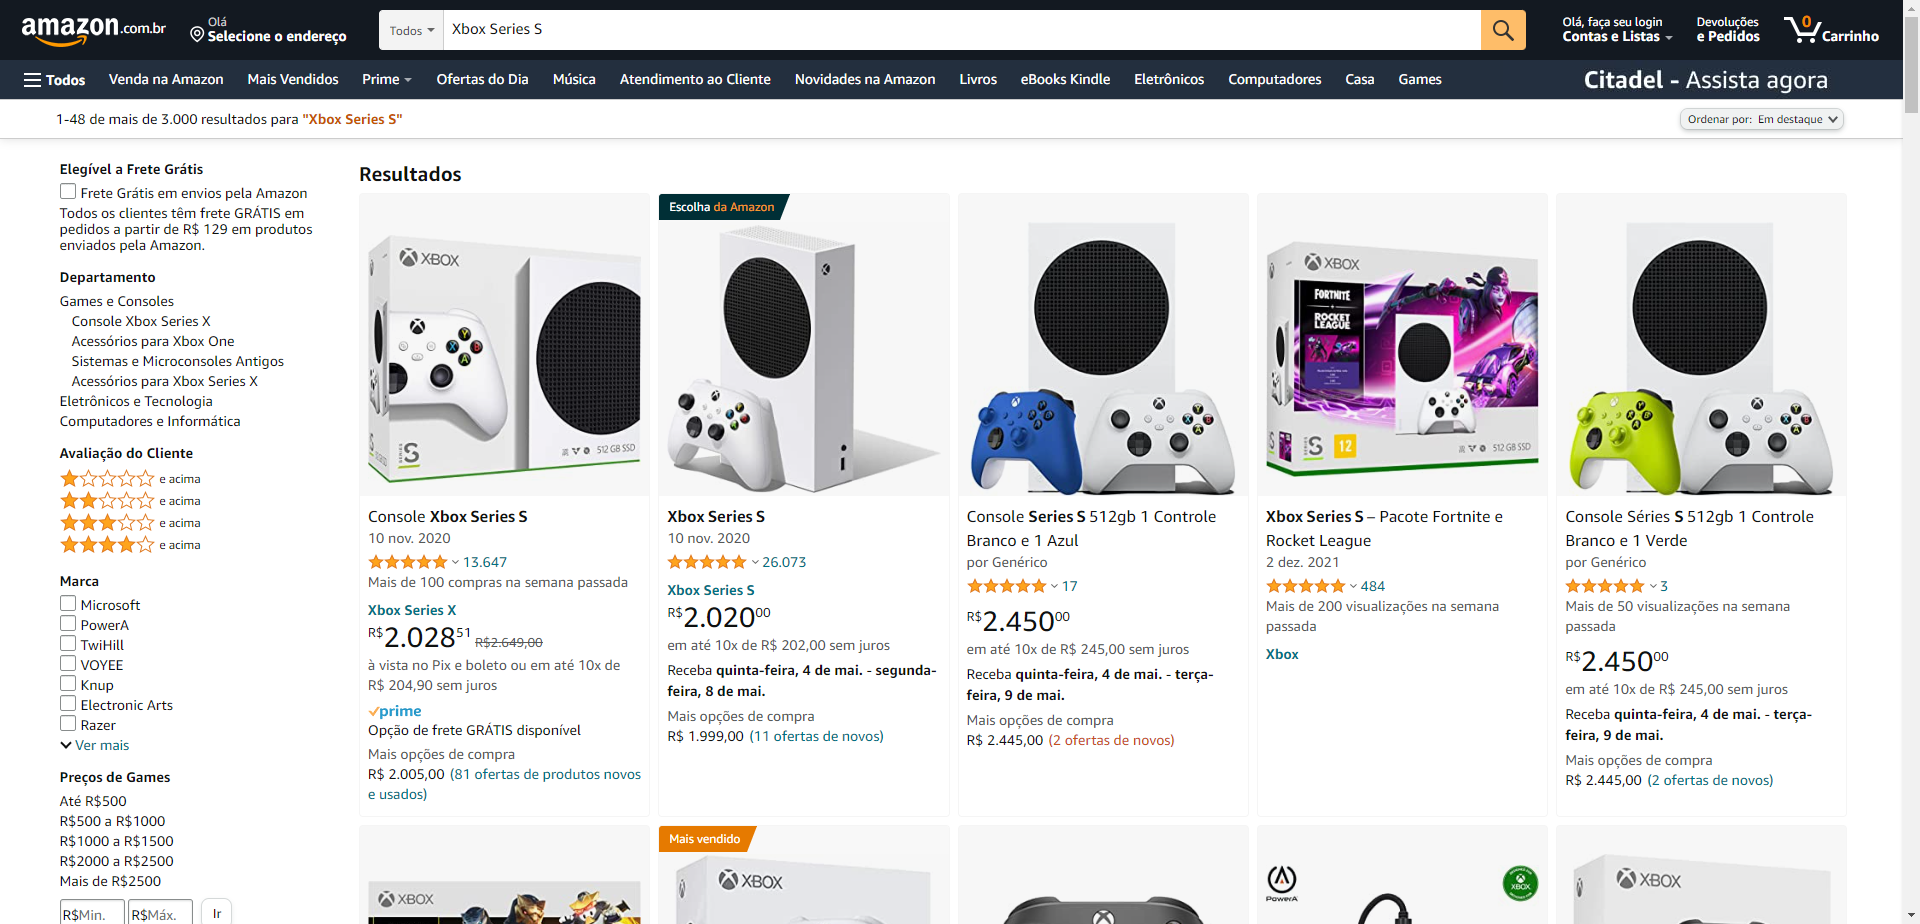 amazon.com.br
Olá
Selecione o endereço
Todos
Xbox Series S
Olá, faça seu login
Contas e Listas
Devoluções
e Pedidos
0
Carrinho
Todos
Venda na Amazon
Mais Vendidos
Prime
Ofertas do Dia
Música
Atendimento ao Cliente
Novidades na Amazon
Livros
eBooks Kindle
Eletrônicos
Computadores
Casa
Games
Citadel - Assista agora
1-48 de mais de 3.000 resultados para "Xbox Series S"
Ordenar por: Em destaque
Elegível a Frete Grátis
Frete Grátis em envios pela Amazon
Todos os clientes têm frete GRÁTIS em
pedidos a partir de R$ 129 em produtos
enviados pela Amazon.
Departamento
Games e Consoles
Console Xbox Series X
Acessórios para Xbox One
Sistemas e Microconsoles Antigos
Acessórios para Xbox Series X
Eletrônicos e Tecnologia
Computadores e Informática
Avaliação do Cliente
e acima
e acima
e acima
e acima
Marca
Microsoft
PowerA
TwiHill
VOYEE
Knup
Electronic Arts
Razer
Ver mais
Preços de Games
Até R$500
R$500 a R$1000
R$1000 a R$1500
R$2000 a R$2500
Mais de R$2500
R$Min.
R$Máx.
Ir
Resultados
XBOX
SERIES S
512 GB SSD
Console Xbox Series S
10 nov. 2020
13.647
Mais de 100 compras na semana passada
Xbox Series X
R$2.02851 R$2.649,00
à vista no Pix e boleto ou em até 10x de
R$ 204,90 sem juros
prime
Opção de frete GRÁTIS disponível
Mais opções de compra
R$ 2.005,00 (81 ofertas de produtos novos
e usados)
Escolha da Amazon
Xbox Series S
10 nov. 2020
26.073
Xbox Series S
R$2.02000
em até 10x de R$ 202,00 sem juros
Receba quinta-feira, 4 de mai. - segunda-
feira, 8 de mai.
Mais opções de compra
R$ 1.999,00 (11 ofertas de novos)
Console Series S 512gb 1 Controle
Branco e 1 Azul
por Genérico
17
R$2.45000
em até 10x de R$ 245,00 sem juros
Receba quinta-feira, 4 de mai. - terça-
feira, 9 de mai.
Mais opções de compra
R$ 2.445,00 (2 ofertas de novos)
XBOX
FORTNITE
ROCKET
LEAGUE
SERIES S
12
512 GB SSD
Xbox Series S – Pacote Fortnite e
Rocket League
2 dez. 2021
484
Mais de 200 visualizações na semana
passada
Xbox
Console Séries S 512gb 1 Controle
Branco e 1 Verde
por Genérico
3
Mais de 50 visualizações na semana
passada
R$2.45000
em até 10x de R$ 245,00 sem juros
Receba quinta-feira, 4 de mai. - terça-
feira, 9 de mai.
Mais opções de compra
R$ 2.445,00 (2 ofertas de novos)
XBOX
Mais vendido
XBOX
PowerA
XBOX
XBOX